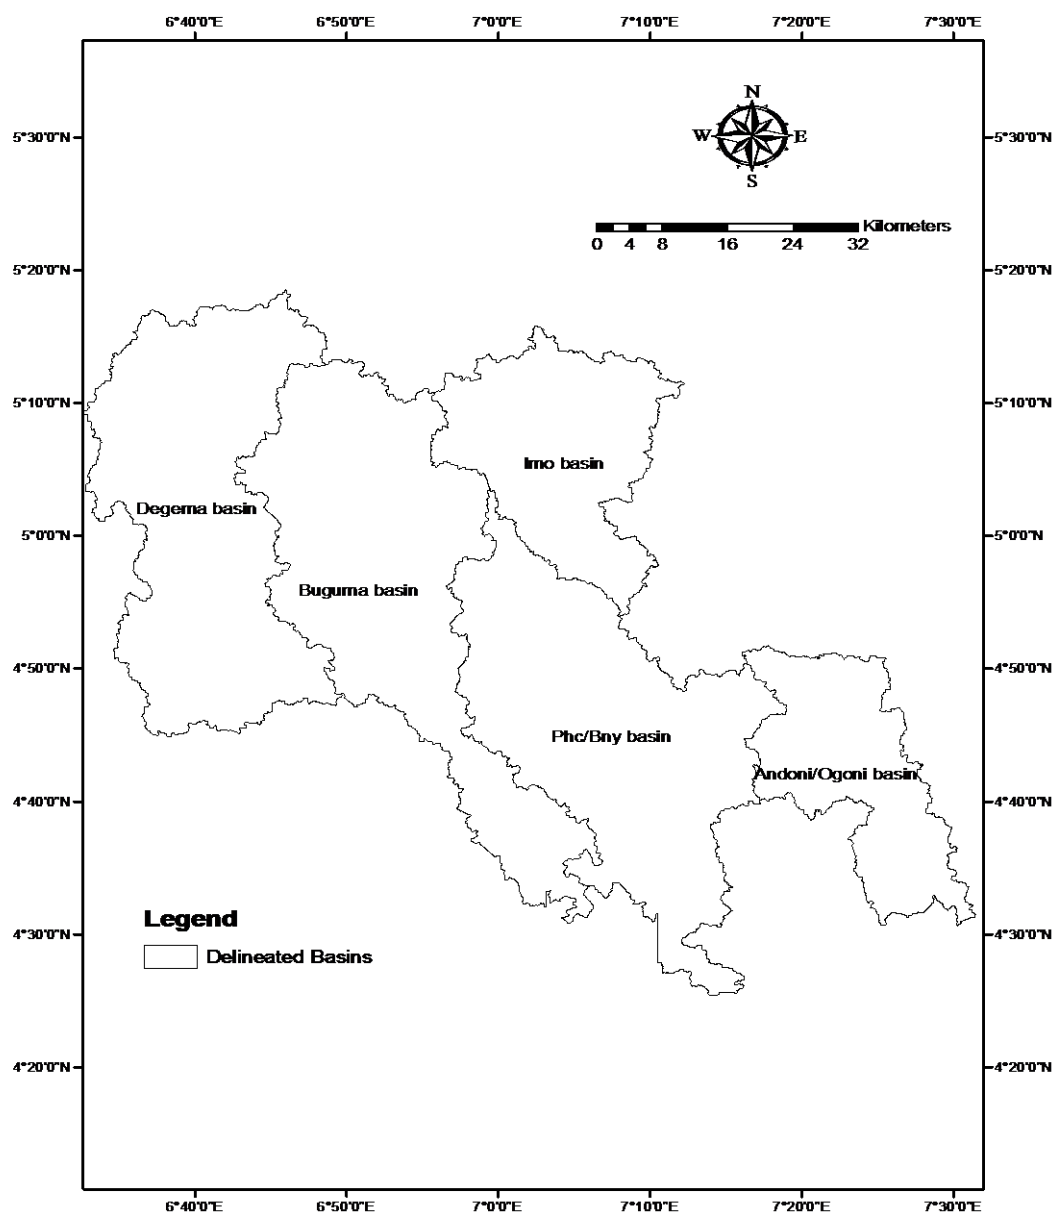 6°40'0"E 6°50'0"E 7°0'0"E 7°10'0"E 7°20'0"E 7°30'0"E
N
5°30'0"N W E 5°30'0"N
S
Kilometers
0 4 8 16 24 32
5°20'0"N 5°20'0"N
5°10'0"N 5°10'0"N
Imo basin
Degema basin
5°0'0"N 5°0'0"N
Buguma basin
4°50'0"N 4°50'0"N
Phc/Bny basin
Andoni/Ogoni basin
4°40'0"N 4°40'0"N
Legend
4°30'0"N 4°30'0"N
Delineated Basins
4°20'0"N 4°20'0"N
6°40'0"E 6°50'0"E 7°0'0"E 7°10'0"E 7°20'0"E 7°30'0"E